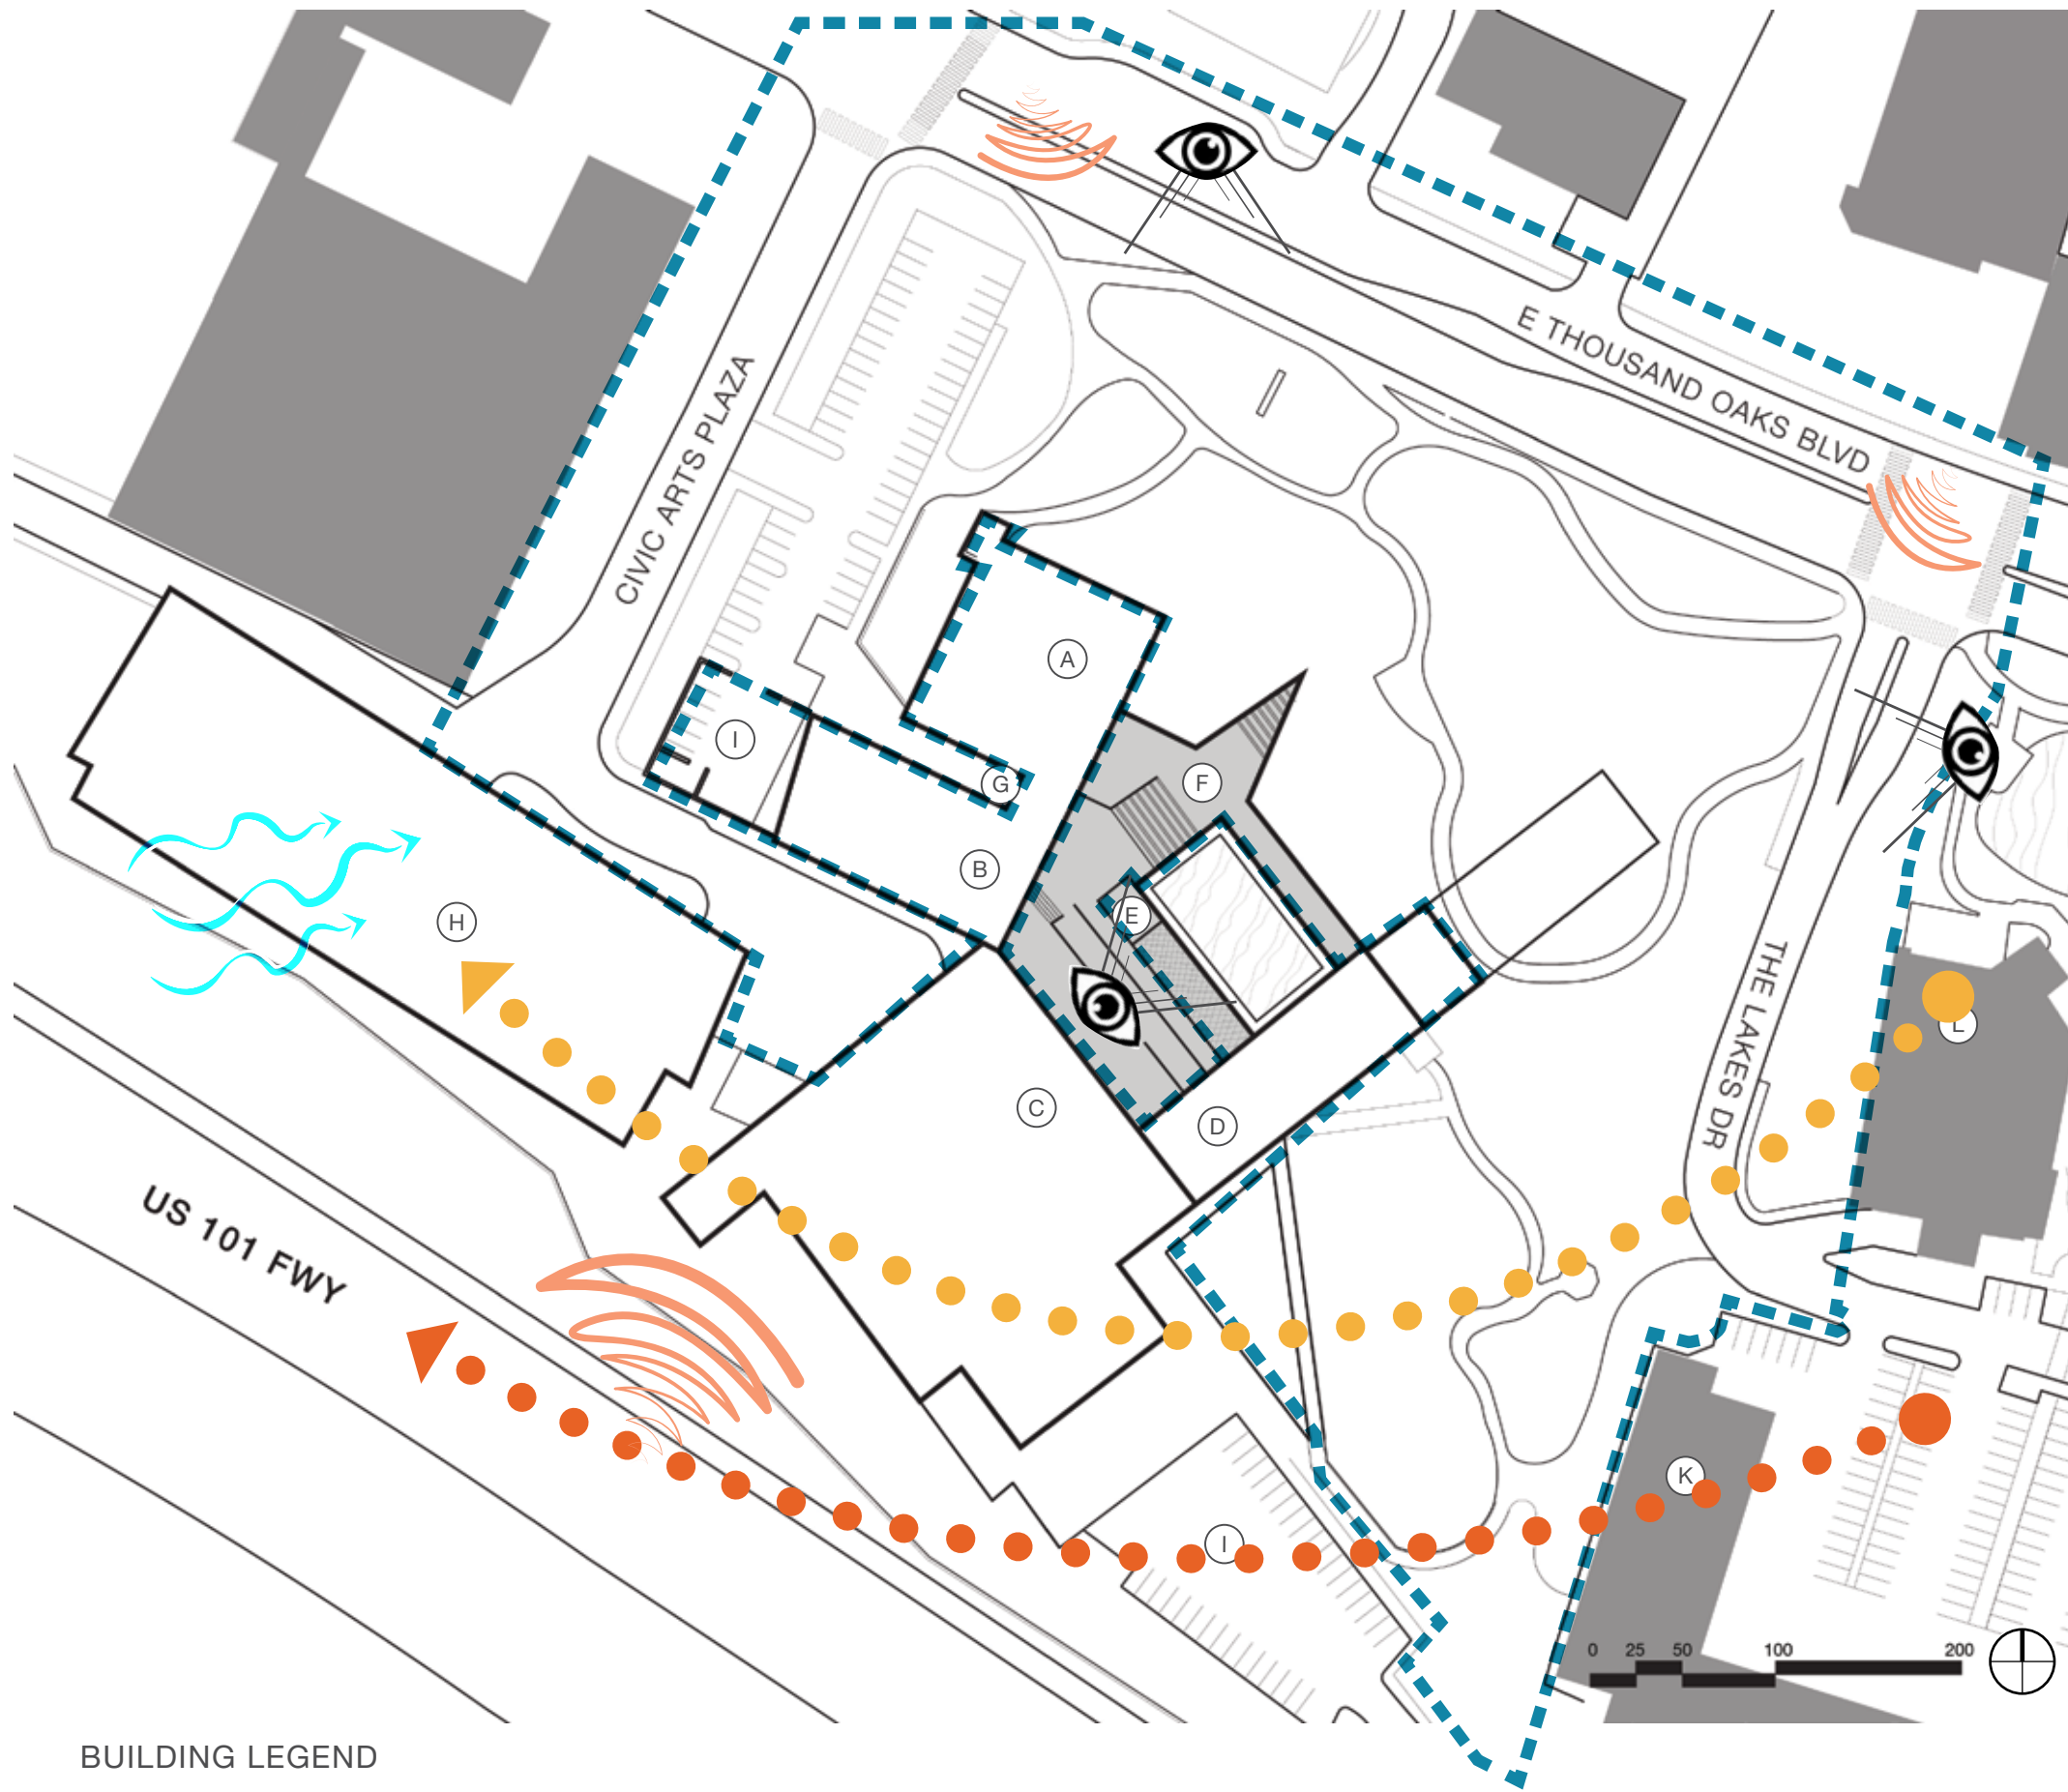 E THOUSAND OAKS BLVD
CIVIC ARTS PLAZA
A
I
G
F
B
E
H
THE LAKES DR
L
C
D
US 101 FWY
K
I
0 25 50 100 200
BUILDING LEGEND